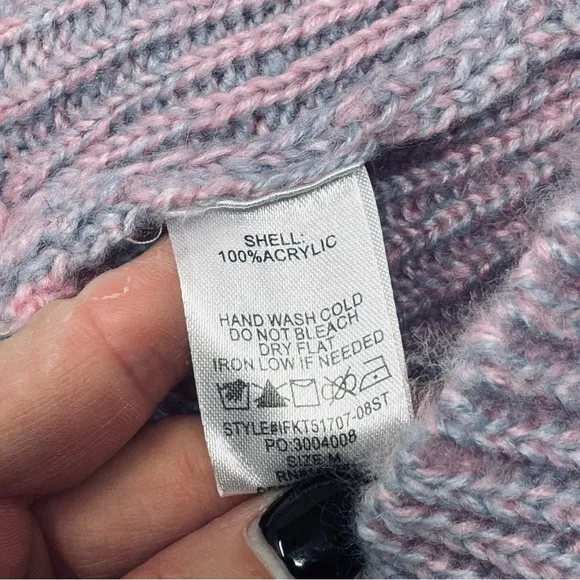 SHELL:
100%ACRYLIC
HAND WASH COLD
DO NOT BLEACH
DRY FLAT
IRON LOW IF NEEDED
STYLE#IFKT51707-08ST
PO:3004008
SIZE: M